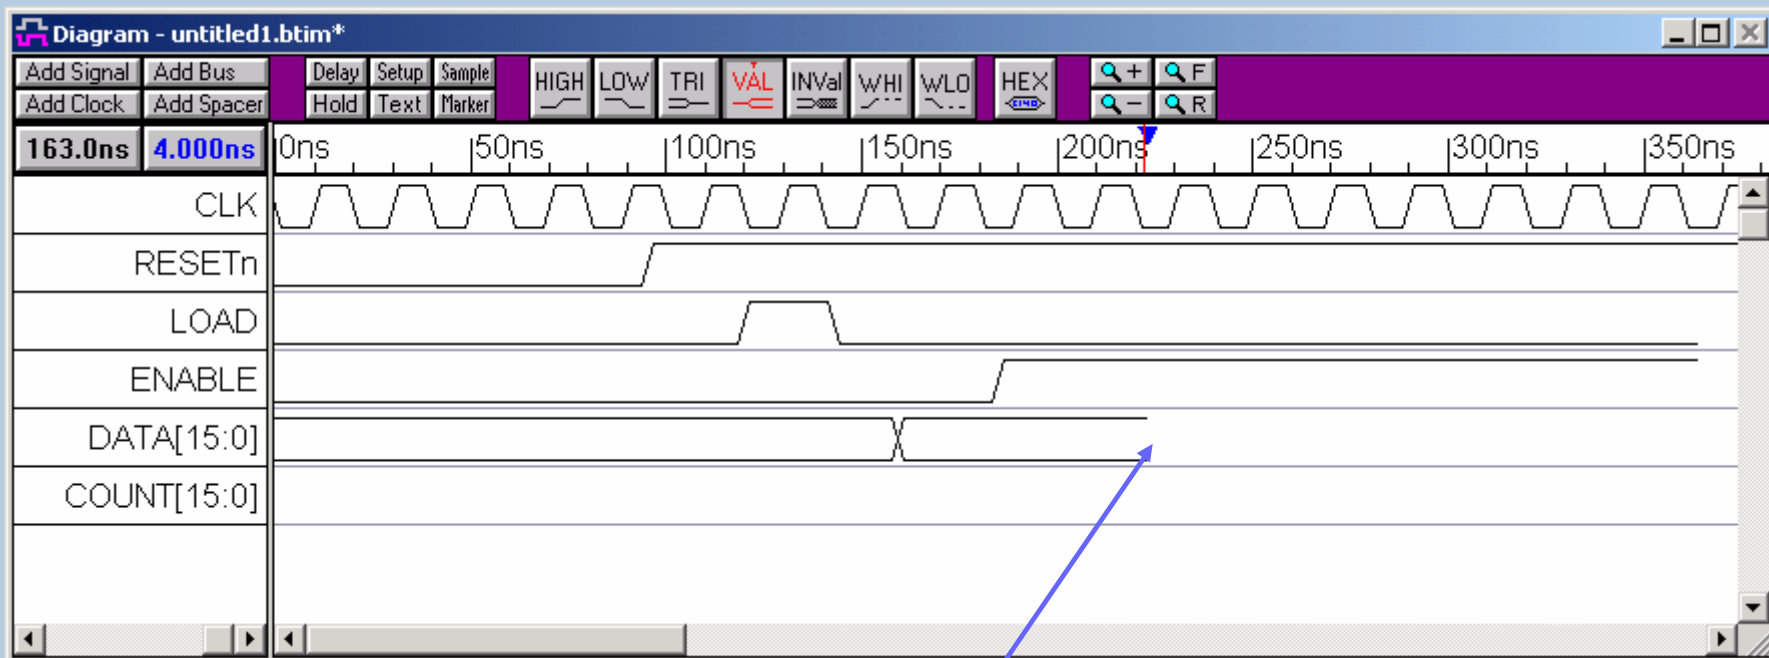 Diagram - untitled1.btim*
Add Signal Add Bus Delay Setup Sample HIGH LOW TRI VAL INVal WHI WLO HEX + F
Add Clock Add Spacer Hold Text Marker - R
163.0ns 4.000ns 0ns 50ns 100ns 150ns 200ns 250ns 300ns 350ns
CLK
RESETn
LOAD
ENABLE
DATA[15:0]
COUNT[15:0]